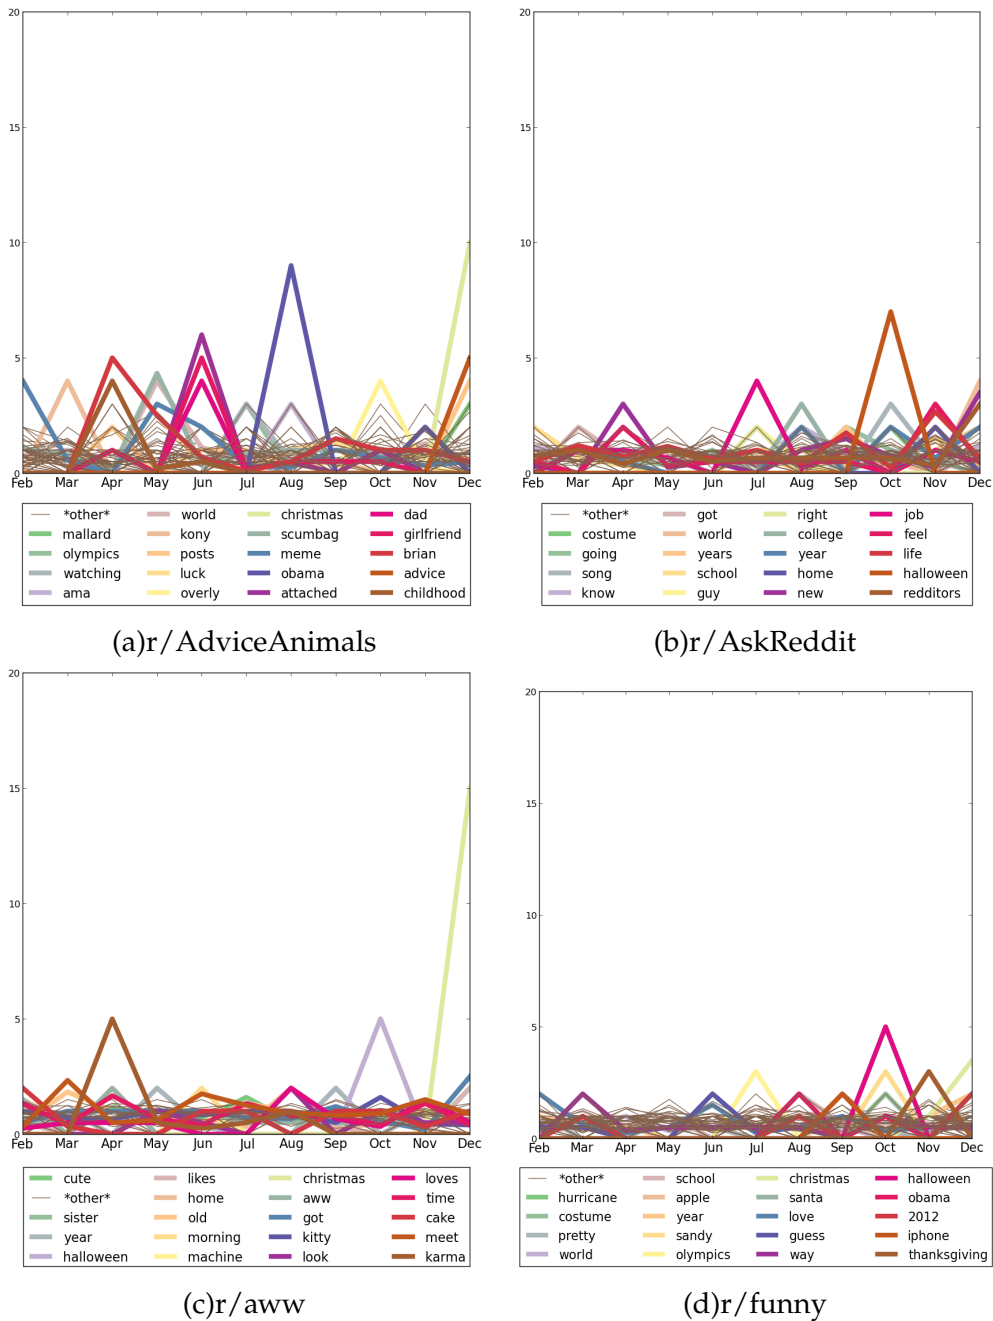 20 20
15 15
10 10
5 5
0 0
Feb Mar Apr May Jun Jul Aug Sep Oct Nov Dec Feb Mar Apr May Jun Jul Aug Sep Oct Nov Dec
*other* world christmas dad *other* got right job
mallard kony scumbag girlfriend costume world college feel
olympics posts meme brian going years year life
watching luck obama advice song school home halloween
ama overly attached childhood know guy new redditors
(a)r/AdviceAnimals (b)r/AskReddit
20 20
15 15
10 10
5 5
0 0
Feb Mar Apr May Jun Jul Aug Sep Oct Nov Dec Feb Mar Apr May Jun Jul Aug Sep Oct Nov Dec
cute likes christmas loves *other* school christmas halloween
*other* home aww time hurricane apple santa obama
sister old got cake costume year love 2012
year morning kitty meet pretty sandy guess iphone
halloween machine look karma world olympics way thanksgiving
(c)r/aww (d)r/funny